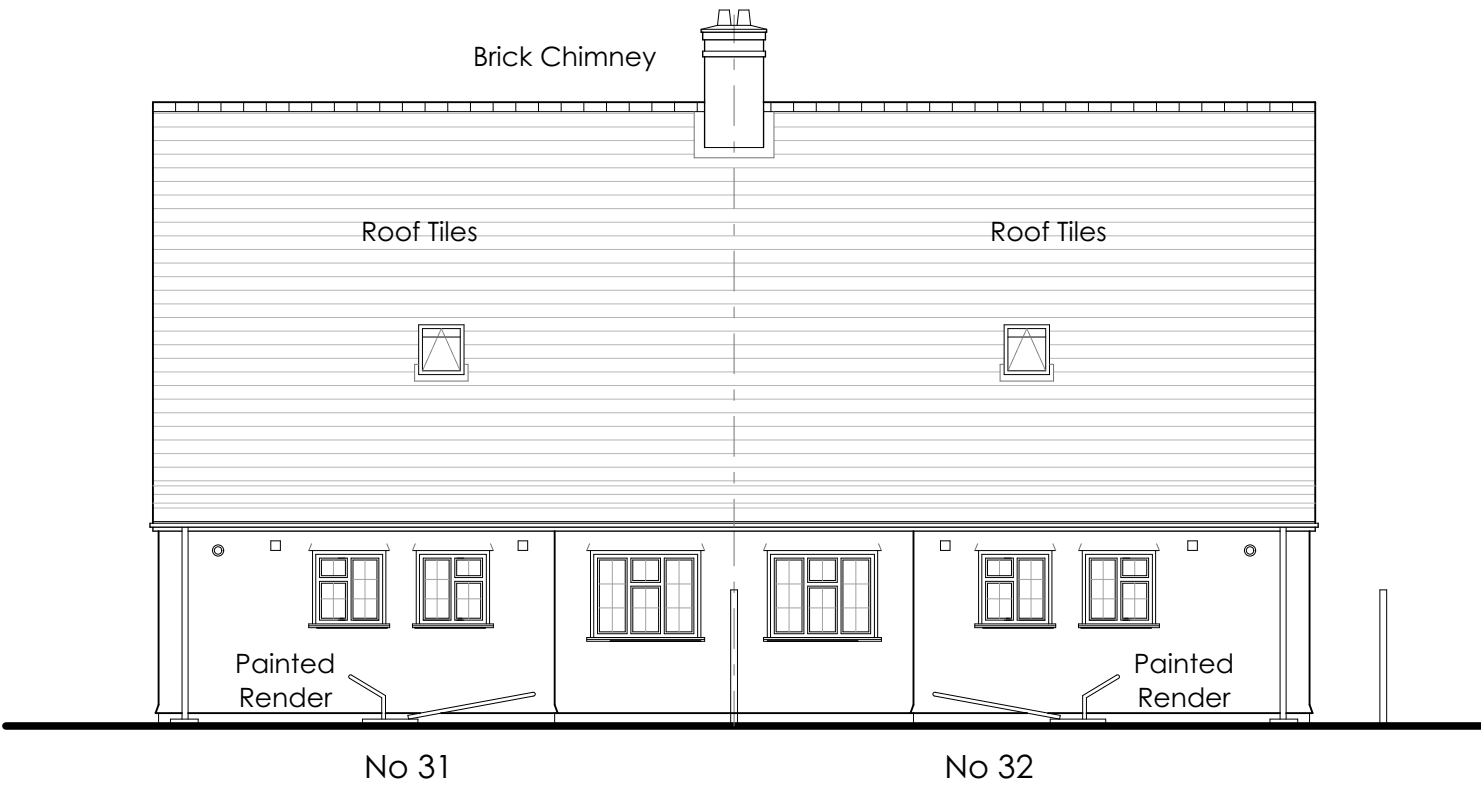 Brick Chimney
Roof Tiles
Roof Tiles
Painted
Render
Painted
Render
No 31
No 32